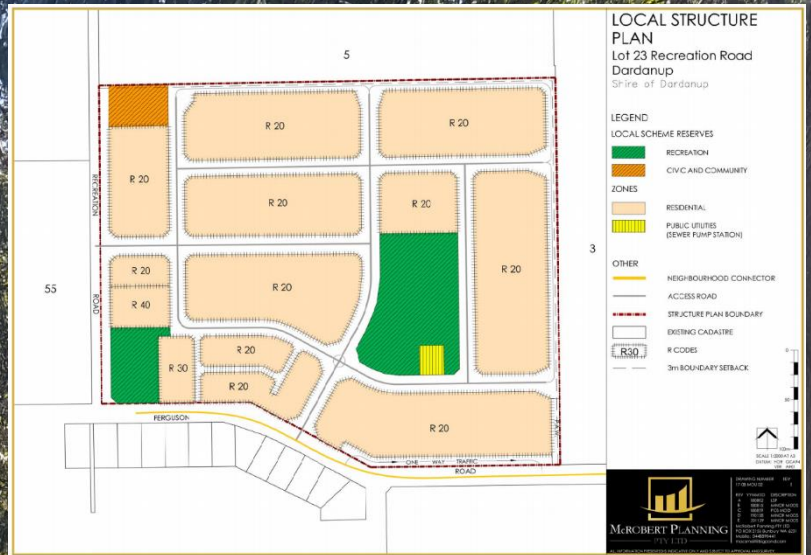 LOCAL STRUCTURE
PLAN
Lot 23 Recreation Road
Dardanup
Shire of Dardanup
LEGEND
LOCAL SCHEME RESERVES
RECREATION
CIVIC AND COMMUNITY
ZONES
RESIDENTIAL
PUBLIC UTILITIES
(SEWER PUMP STATION)
OTHER
NEIGHBOURHOOD CONNECTOR
ACCESS ROAD
STRUCTURE PLAN BOUNDARY
EXISTING CADASTRE
R30
R CODES
3m BOUNDARY SETBACK
5
R 20
R 20
R 20
R 20
R 20
RECREATION
ROAD
3
R 20
55
R 20
R 20
R 40
R 30
R 20
R 20
R 20
FERGUSON
ONE WAY TRAFFIC
ROAD
MCROBERT PLANNING
PTY LTD
DRAWING NUMBER
REV